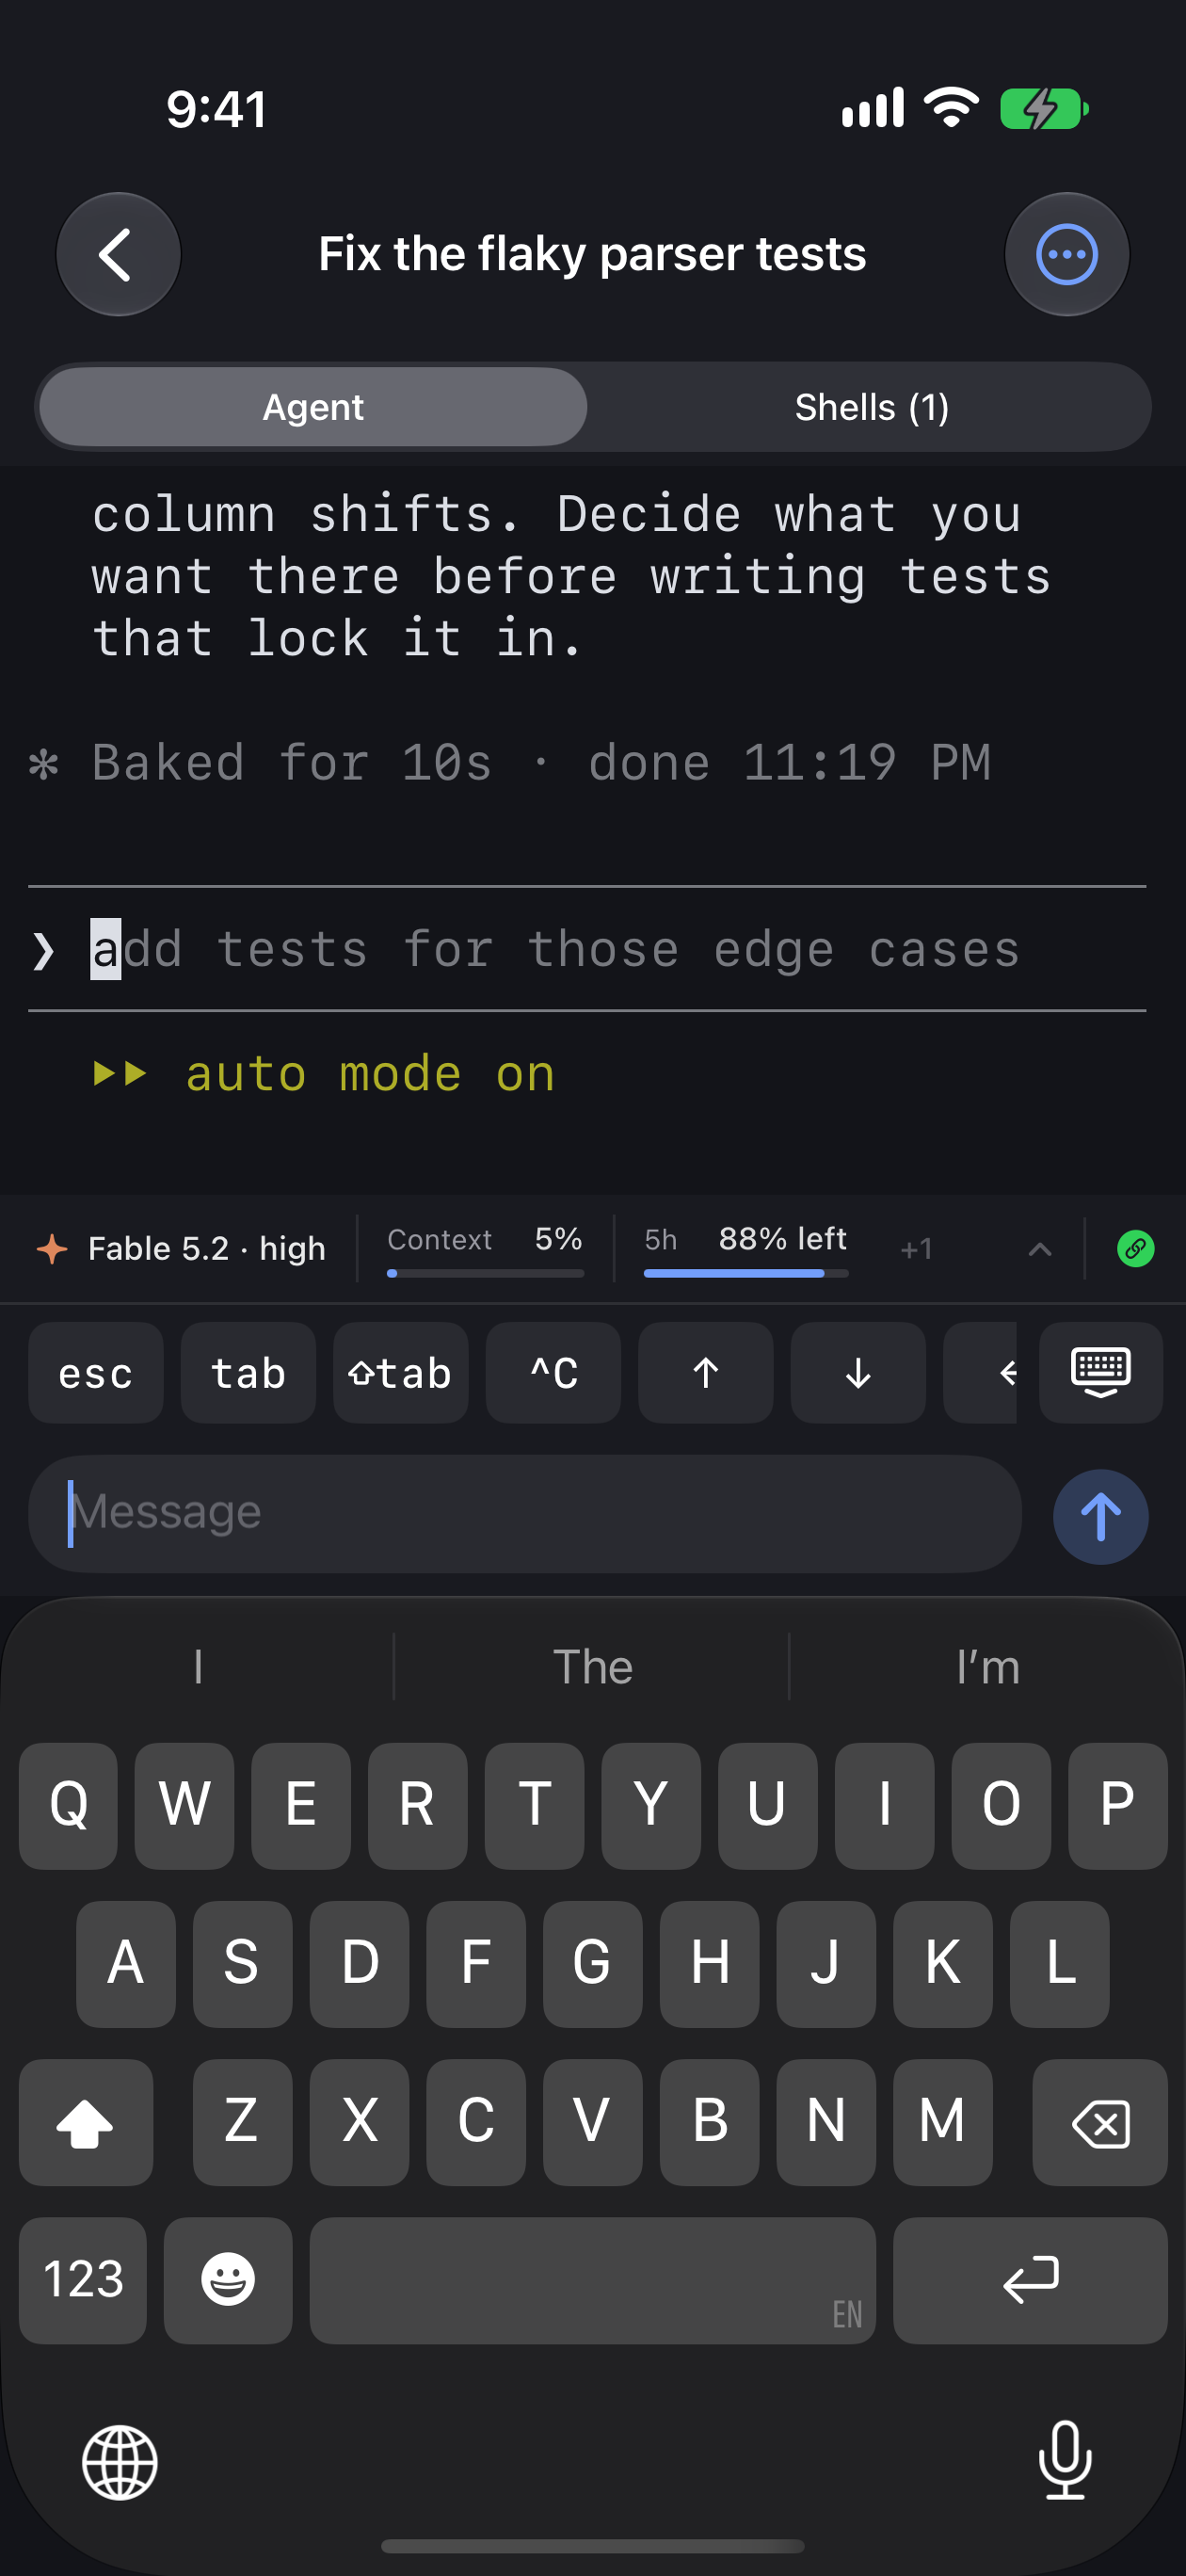 9:41
Fix the flaky parser tests
Agent
Shells (1)
column shifts. Decide what you
want there before writing tests
that lock it in.
✻ Baked for 10s · done 11:19 PM
❯ add tests for those edge cases
▶▶ auto mode on
Fable 5.2 · high
Context 5%
5h 88% left
+1
esc tab ⇧tab ^C ↑ ↓ ←
Message
I The I’m
Q W E R T Y U I O P
A S D F G H J K L
Z X C V B N M
123
EN